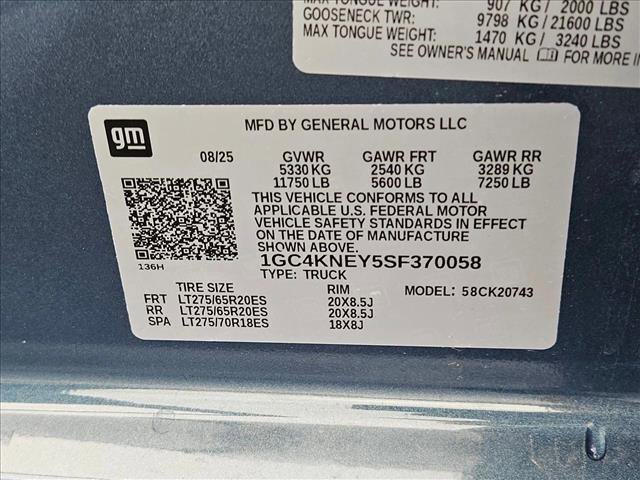 MAX TONGUE WEIGHT: 907 KG / 2000 LBS
GOOSENECK TWR: 9798 KG/21600 LBS
MAX TONGUE WEIGHT: 1470 KG / 3240 LBS
SEE OWNER'S MANUAL FOR MORE
gm
MFD BY GENERAL MOTORS LLC
08/25 GVWR GAWR FRT GAWR RR
5330 KG 2540 KG 3289 KG
11750 LB 5600 LB 7250 LB
THIS VEHICLE CONFORMS TO ALL
APPLICABLE U.S. FEDERAL MOTOR
VEHICLE SAFETY STANDARDS IN EFFECT
ON THE DATE OF MANUFACTURE
SHOWN ABOVE.
136H
1GC4KNEY5SF370058
TYPE: TRUCK
TIRE SIZE RIM MODEL: 58CK20743
FRT LT275/65R20ES 20X8.5J
RR LT275/65R20ES 20X8.5J
SPA LT275/70R18ES 18X8J